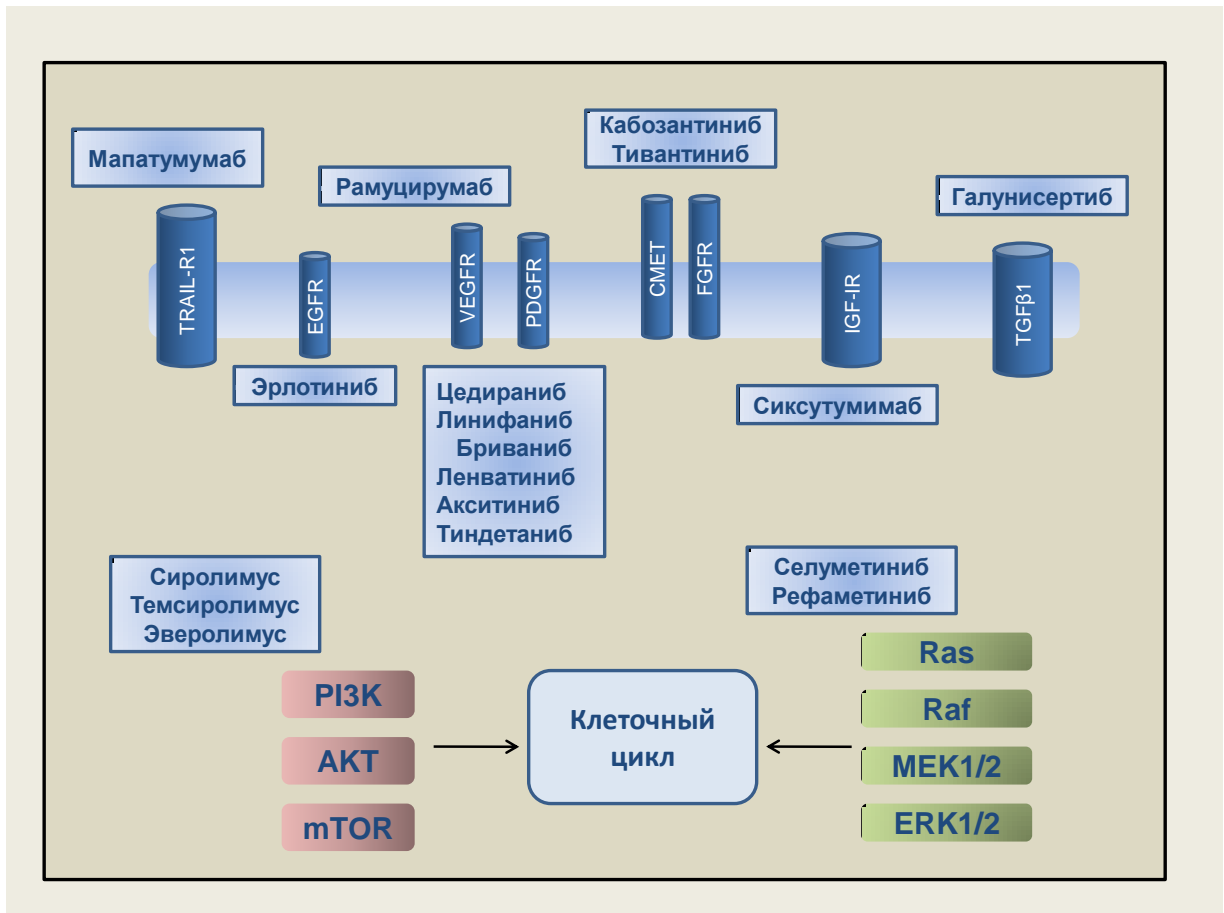 Мапатумумаб
Рамуцирумаб
Кабозантиниб
Тивантиниб
Галунисертиб
TRAIL-R1
EGFR
VEGFR
PDGFR
CMET
FGFR
IGF-IR
TGFβ1
Эрлотиниб
Цедираниб
Линифаниб
Бриваниб
Ленватиниб
Акситиниб
Тиндетаниб
Сиксутумимаб
Сиролимус
Темсиролимус
Эверолимус
Селуметиниб
Рефаметиниб
PI3K
AKT
mTOR
Клеточный
цикл
Ras
Raf
MEK1/2
ERK1/2